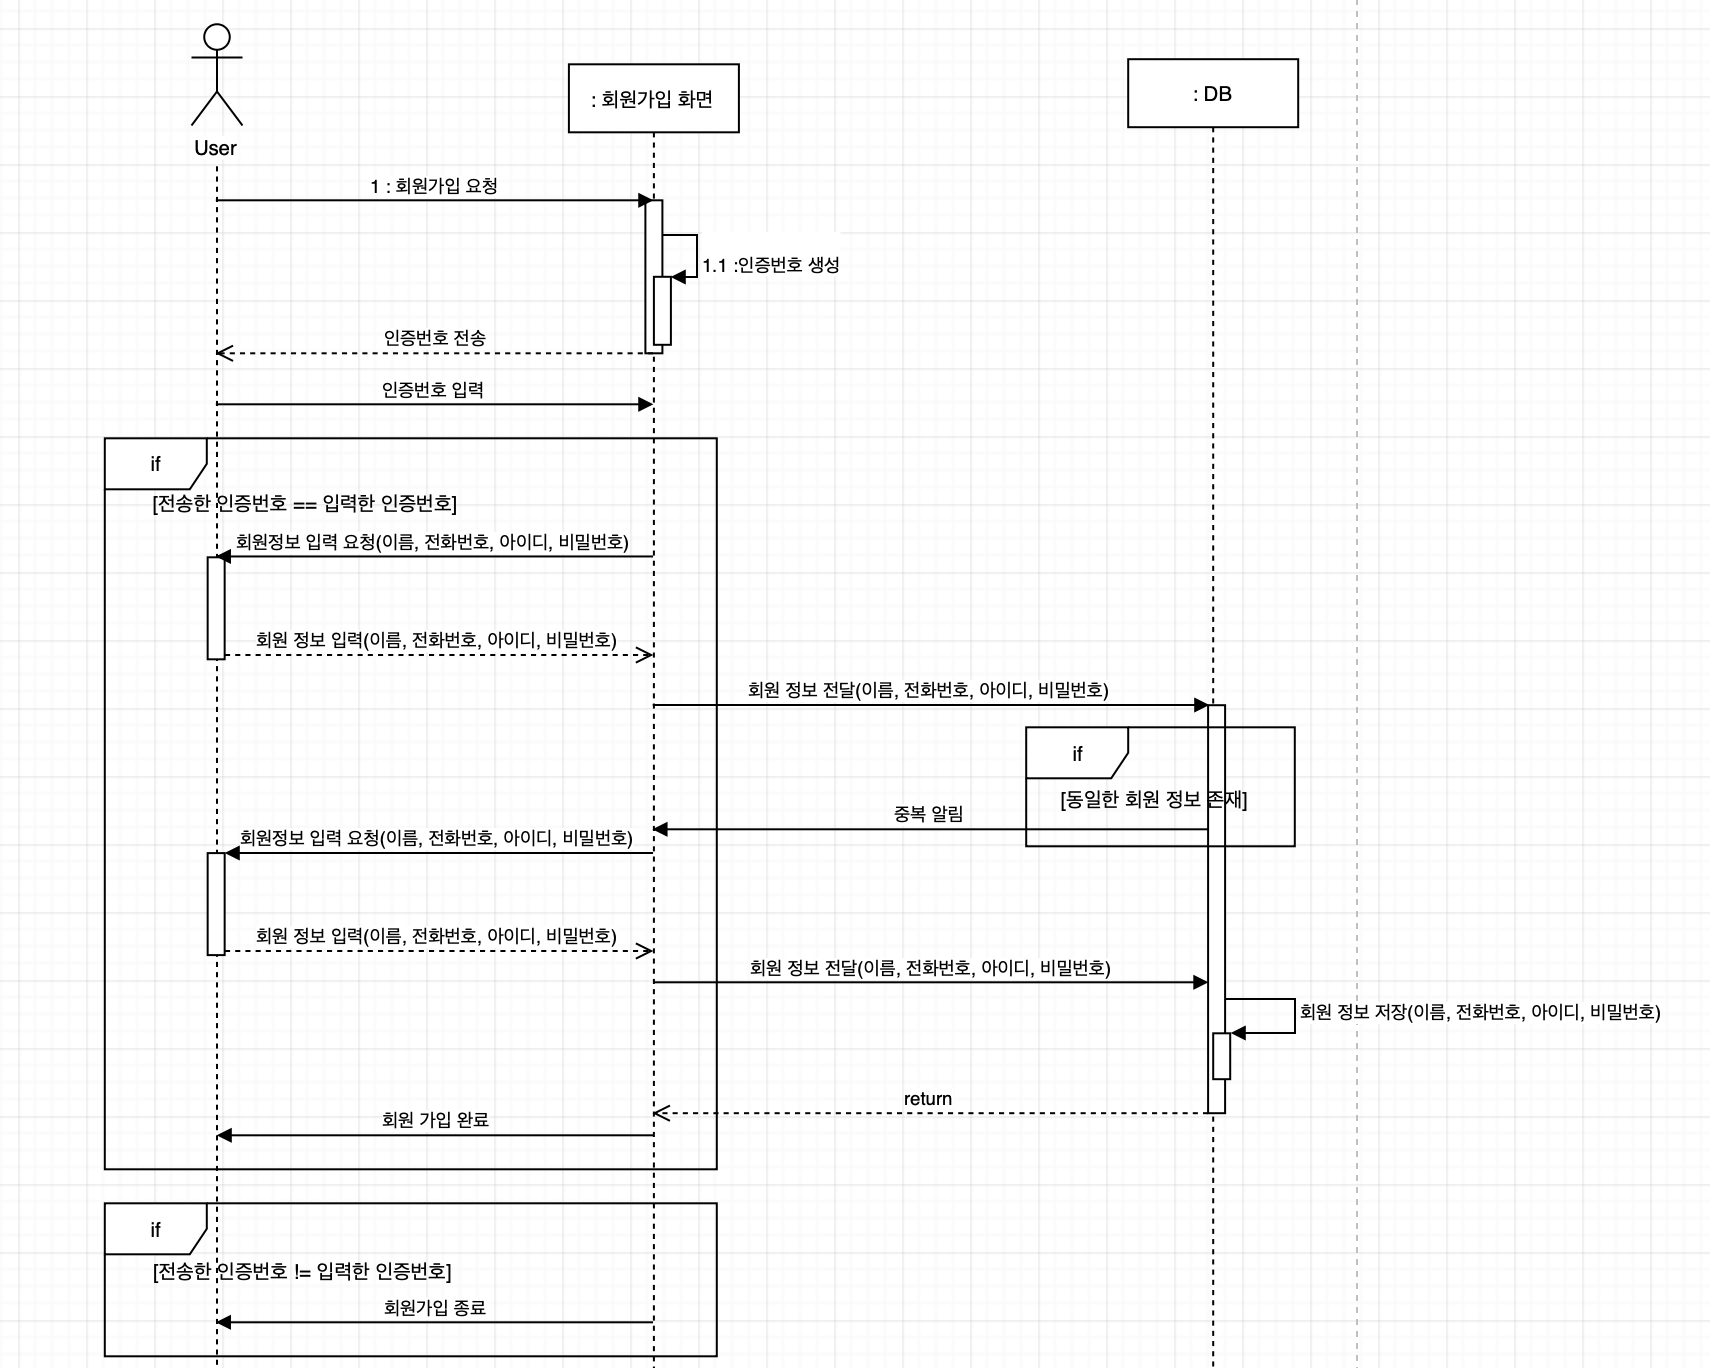 User
: 회원가입 화면
: DB
1 : 회원가입 요청
1.1 :인증번호 생성
인증번호 전송
인증번호 입력
if
[전송한 인증번호 == 입력한 인증번호]
회원정보 입력 요청(이름, 전화번호, 아이디, 비밀번호)
회원 정보 입력(이름, 전화번호, 아이디, 비밀번호)
회원 정보 전달(이름, 전화번호, 아이디, 비밀번호)
if
[동일한 회원 정보 존재]
중복 알림
회원정보 입력 요청(이름, 전화번호, 아이디, 비밀번호)
회원 정보 입력(이름, 전화번호, 아이디, 비밀번호)
회원 정보 전달(이름, 전화번호, 아이디, 비밀번호)
회원 정보 저장(이름, 전화번호, 아이디, 비밀번호)
return
회원 가입 완료
if
[전송한 인증번호 != 입력한 인증번호]
회원가입 종료